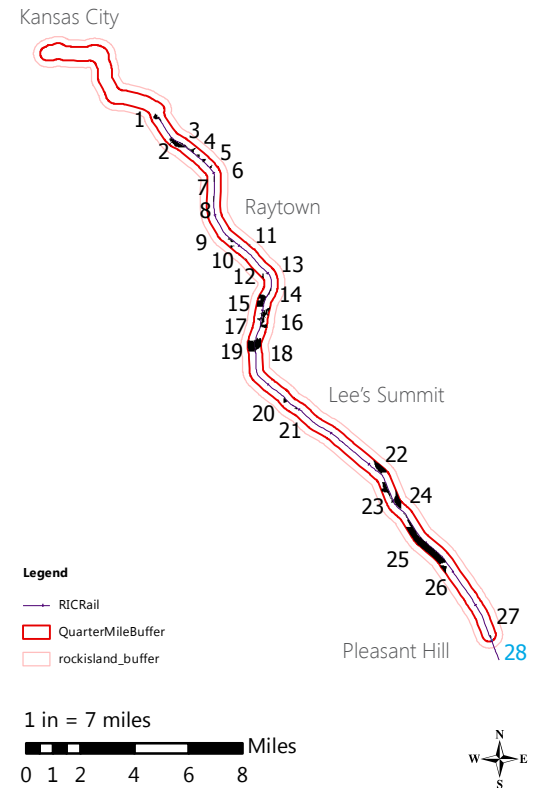 Kansas City
1
2
3
4
5
6
7
8
Raytown
9
10
11
12
13
14
15
16
17
18
19
Lee's Summit
20
21
22
23
24
25
26
27
Pleasant Hill
28
Legend
RICRail
QuarterMileBuffer
rockisland_buffer
1 in = 7 miles
Miles
0 1 2 4 6 8
N
W E
S